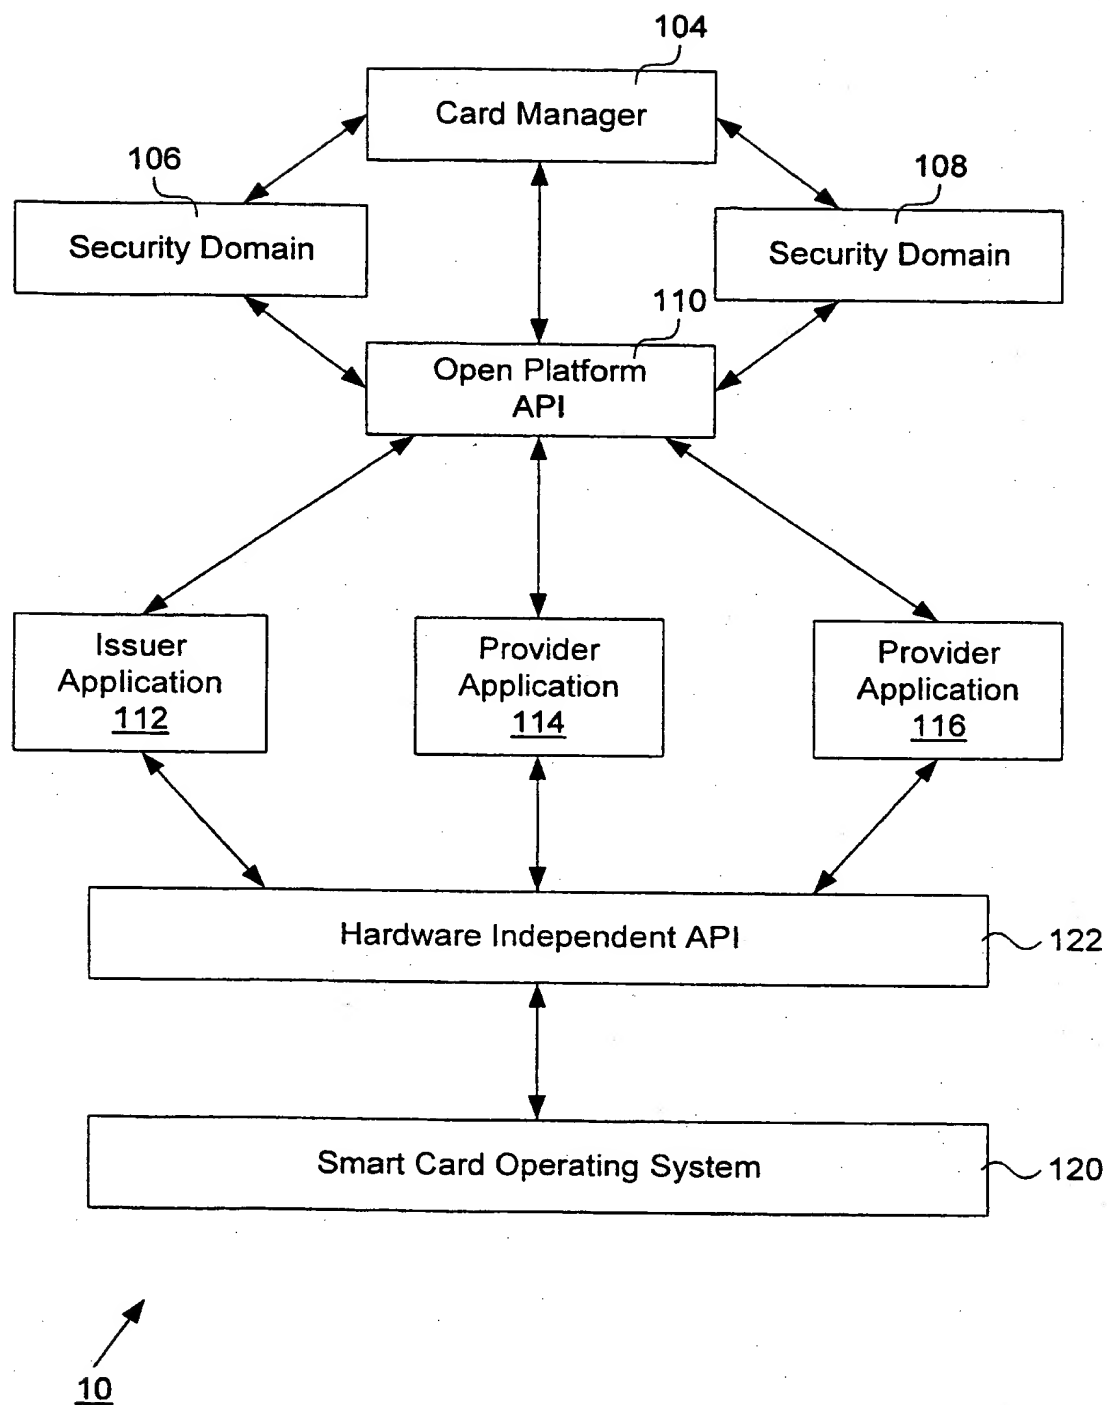 104
Card Manager
106
108
Security Domain
Security Domain
110
Open Platform
API
Issuer
Application
112
Provider
Application
114
Provider
Application
116
Hardware Independent API
122
Smart Card Operating System
120
10